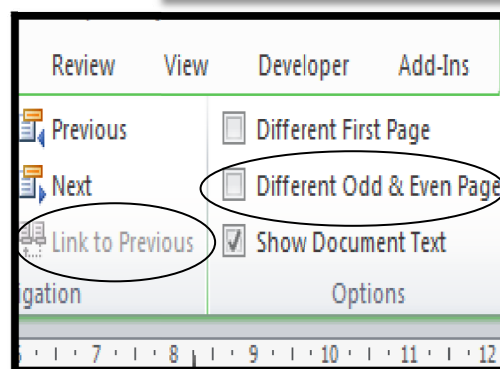 Review View Developer Add-Ins
Previous Different First Page
Next Different Odd & Even Page
Link to Previous Show Document Text
igation Options
7 8 9 10 11 12